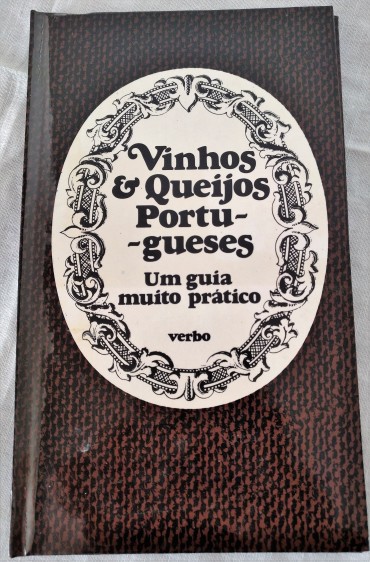 Vinhos
& Queijos
Portu-
-gueses
Um guia
muito prático
verbo